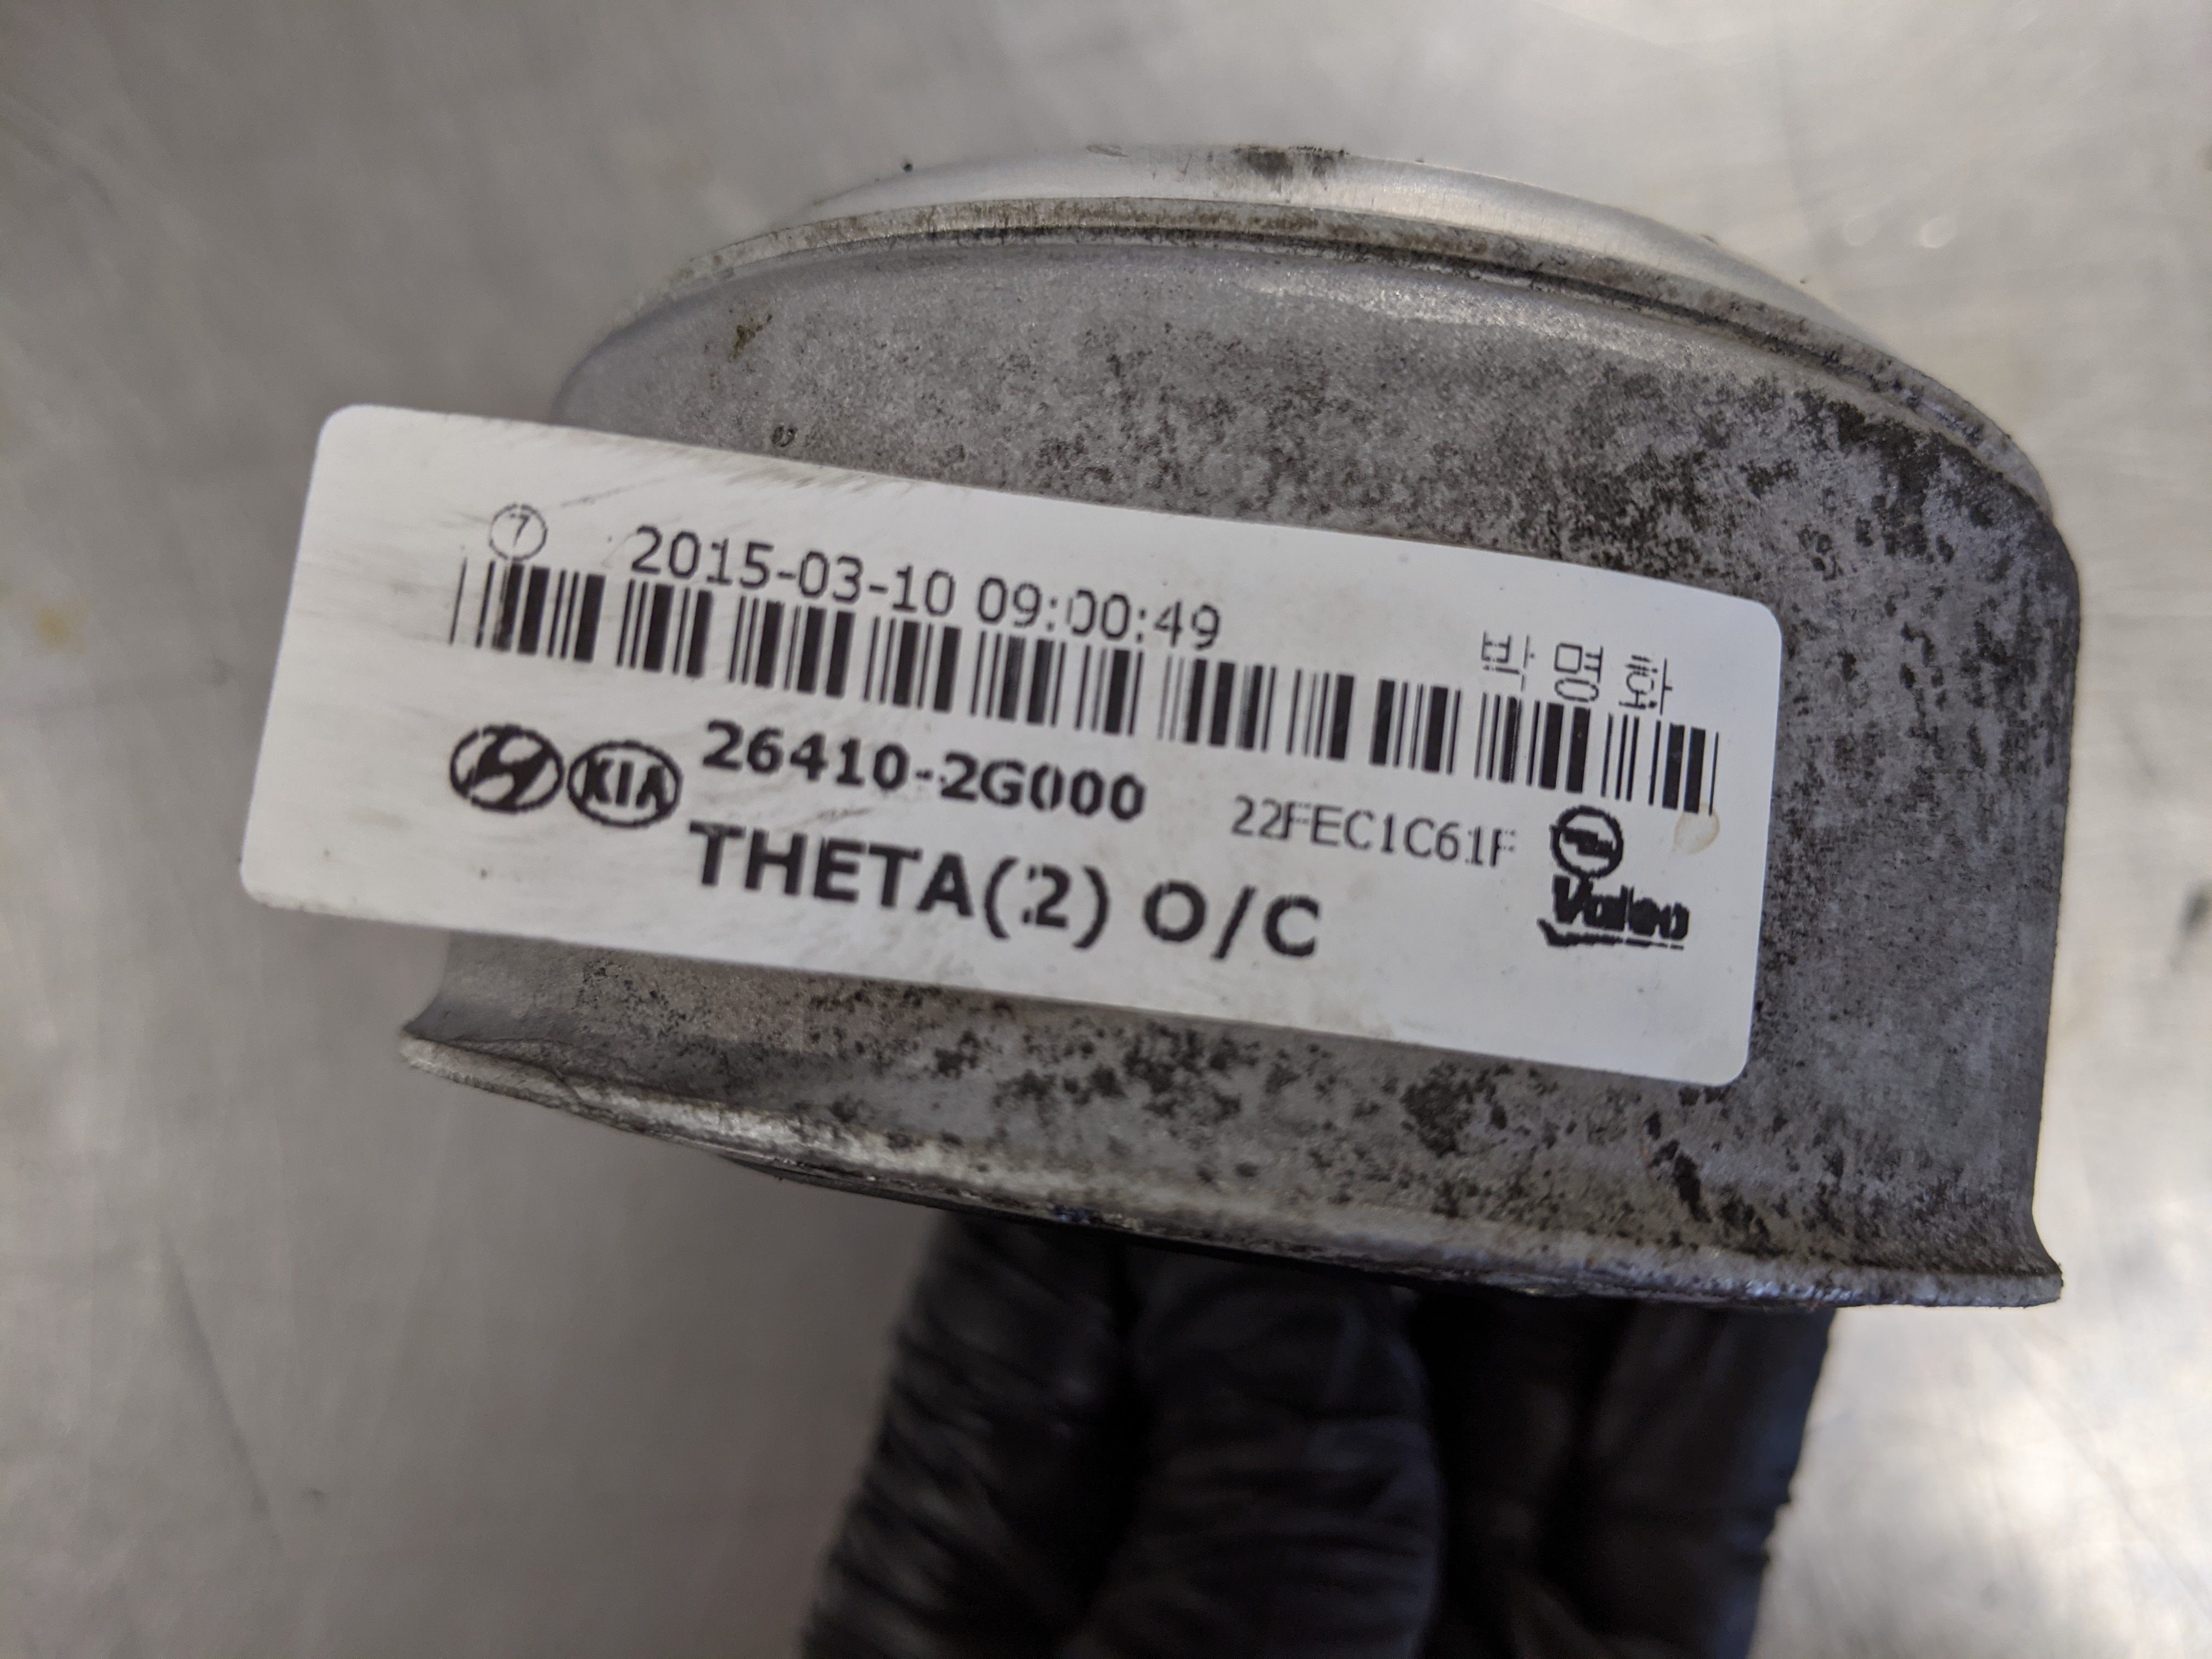 7 2015-03-10 09:00:49
박명화
KIA 26410-2G000 22FEC1C61F
THETA(2) O/C
Valeo